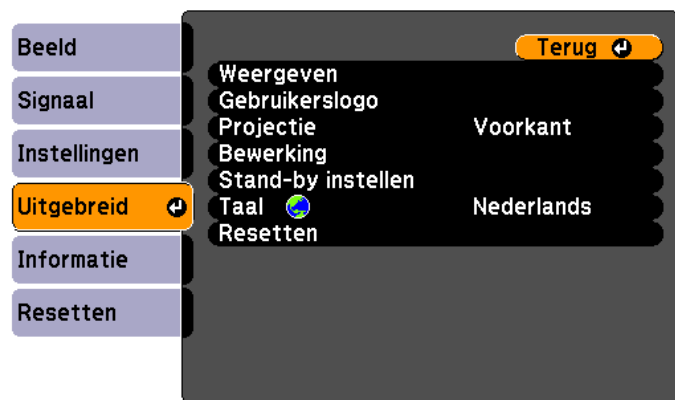 Beeld
Signaal
Instellingen
Uitgebreid
Informatie
Resetten
Terug
Weergeven
Gebruikerslogo
Projectie Voorkant
Bewerking
Stand-by instellen
Taal Nederlands
Resetten